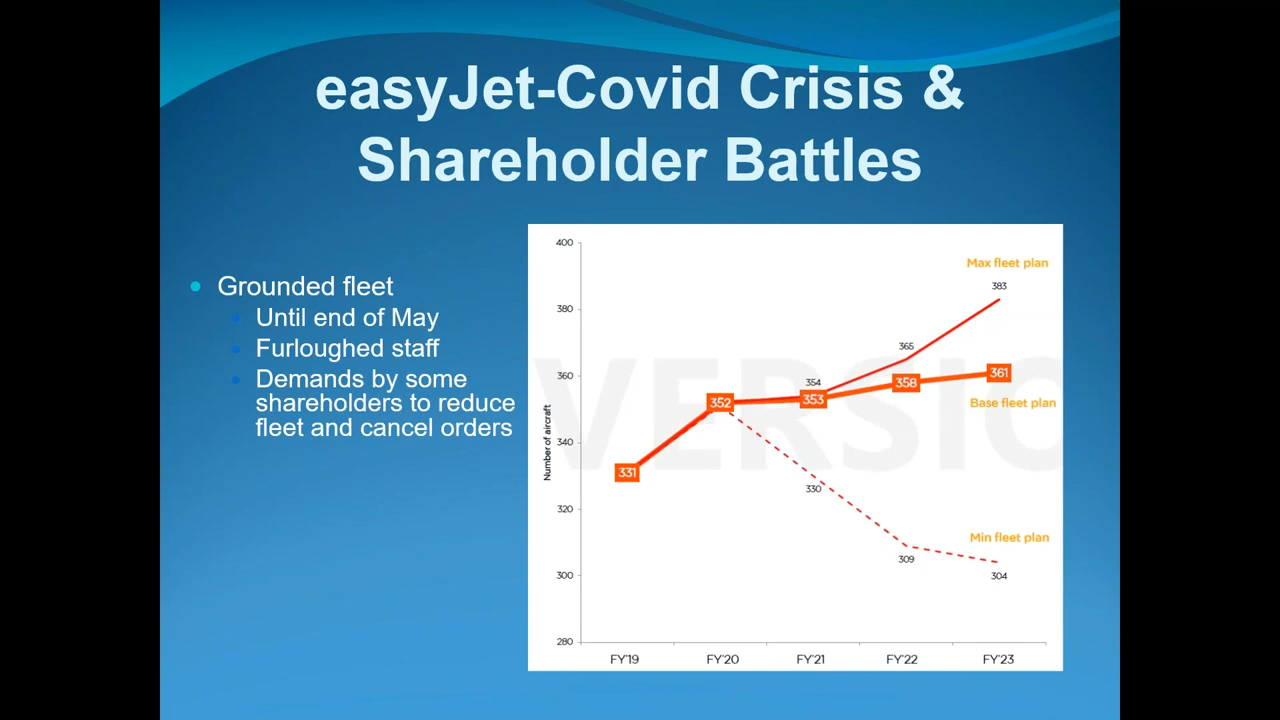 easyJet-Covid Crisis &
Shareholder Battles
Grounded fleet
Until end of May
Furloughed staff
Demands by some
shareholders to reduce
fleet and cancel orders
VERSIO
Number of aircraft
400
380
360
340
320
300
280
Max fleet plan
383
365
354
361
358
353
352
331
Base fleet plan
330
Min fleet plan
309
304
FY'19 FY'20 FY'21 FY'22 FY'23